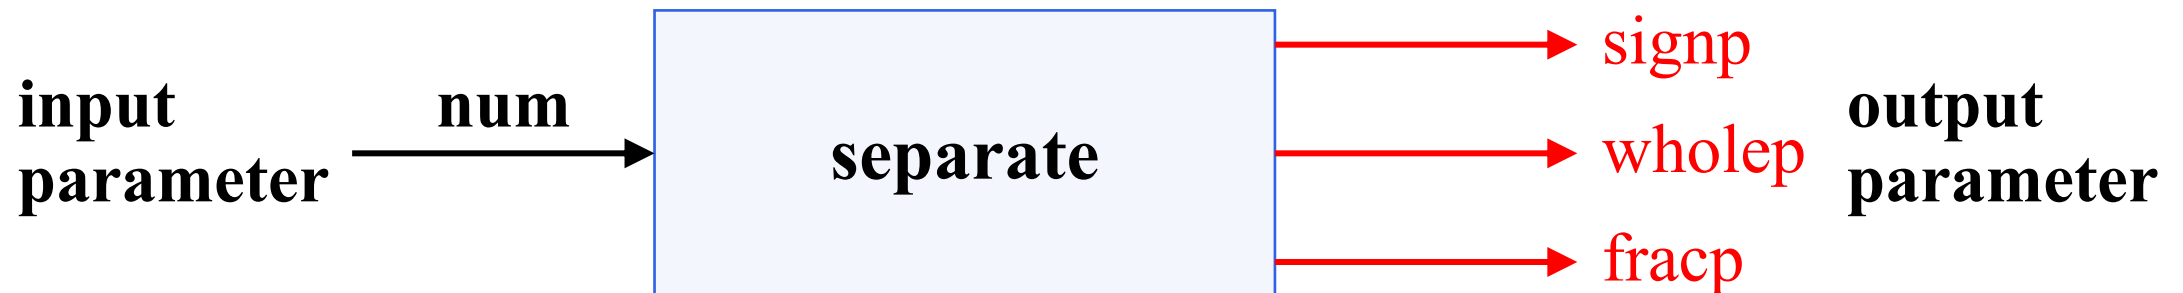 input
parameter
num
separate
signp
wholep
fracp
output
parameter